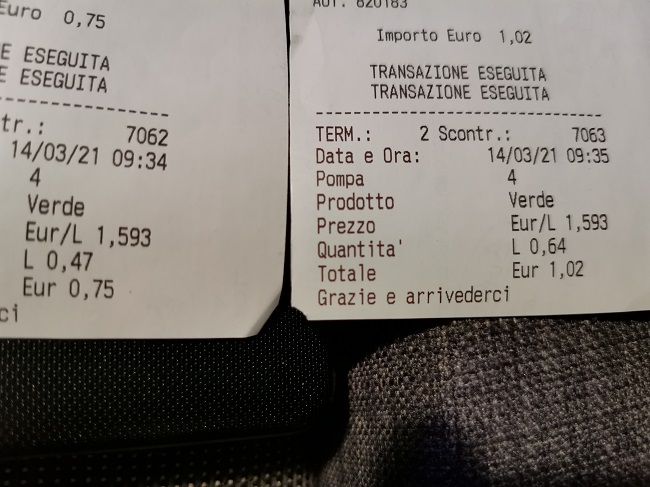 Euro 0,75
E ESEGUITA
E ESEGUITA
tr.: 7062
14/03/21 09:34
4
Verde
Eur/L 1,593
L 0,47
Eur 0,75
ci
AUT. 620183
Importo Euro 1,02
TRANSAZIONE ESEGUITA
TRANSAZIONE ESEGUITA
TERM.: 2 Scontr.: 7063
Data e Ora: 14/03/21 09:35
Pompa 4
Prodotto Verde
Prezzo Eur/L 1,593
Quantita' L 0,64
Totale Eur 1,02
Grazie e arrivederci